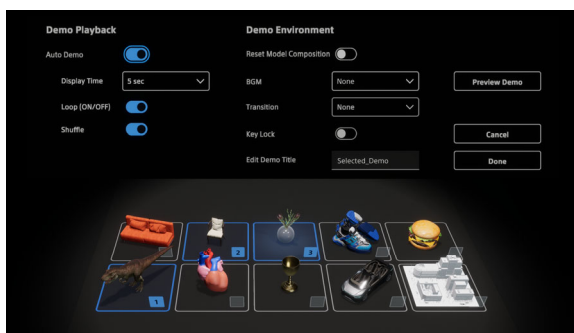 Demo Playback
Demo Environment
Auto Demo
Reset Model Composition
Display Time
5 sec
BGM
None
Preview Demo
Loop (ON/OFF)
Transition
None
Shuffle
Key Lock
Cancel
Edit Demo Title
Selected_Demo
Done
2
3
1